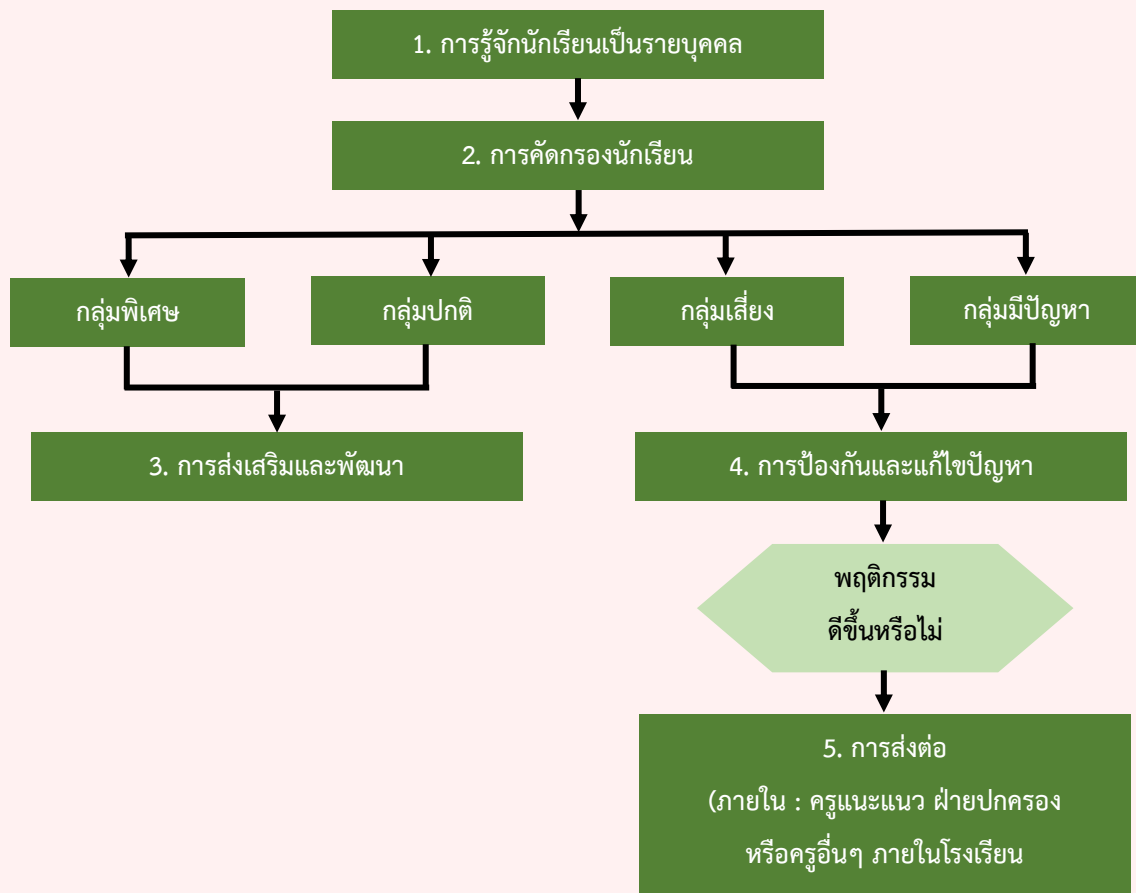 1. การรู้จักนักเรียนเป็นรายบุคคล
2. การคัดกรองนักเรียน
กลุ่มพิเศษ
กลุ่มปกติ
กลุ่มเสี่ยง
กลุ่มมีปัญหา
3. การส่งเสริมและพัฒนา
4. การป้องกันและแก้ไขปัญหา
พฤติกรรม
ดีขึ้นหรือไม่
5. การส่งต่อ
(ภายใน : ครูแนะแนว ฝ่ายปกครอง
หรือครูอื่นๆ ภายในโรงเรียน